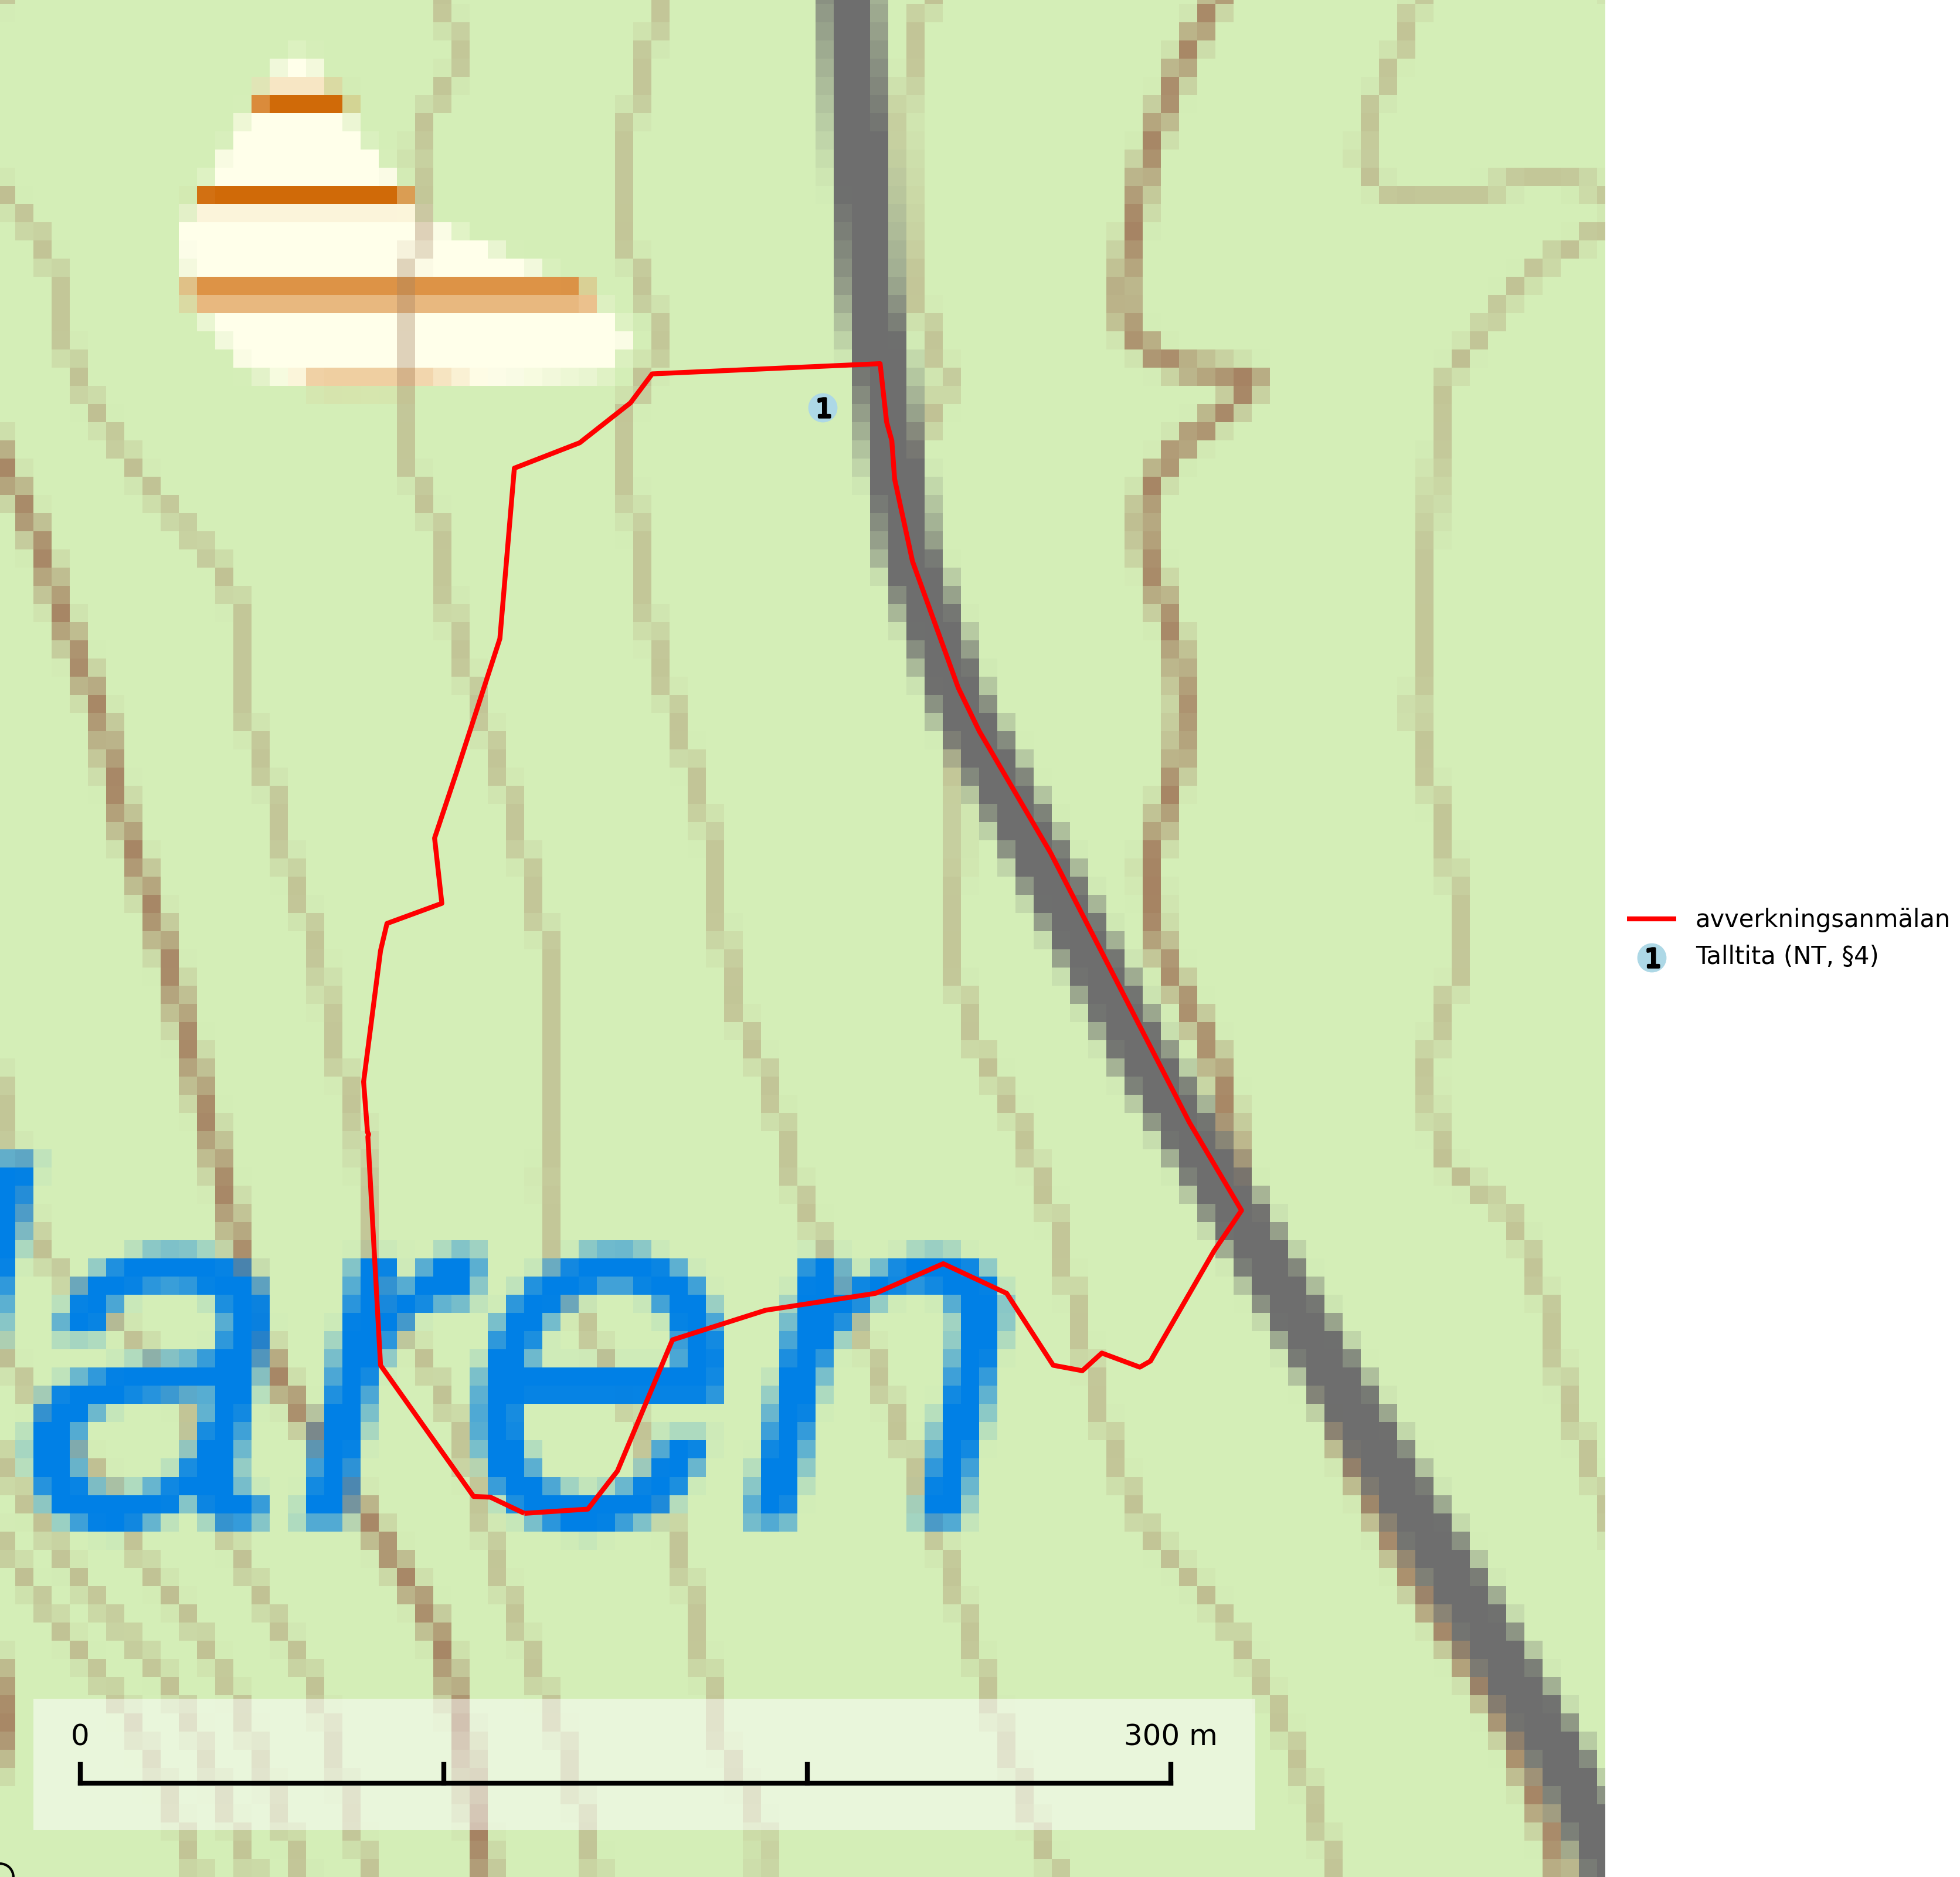 1
avverkningsanmälan
1 Talltita (NT, §4)
aren
0 300 m